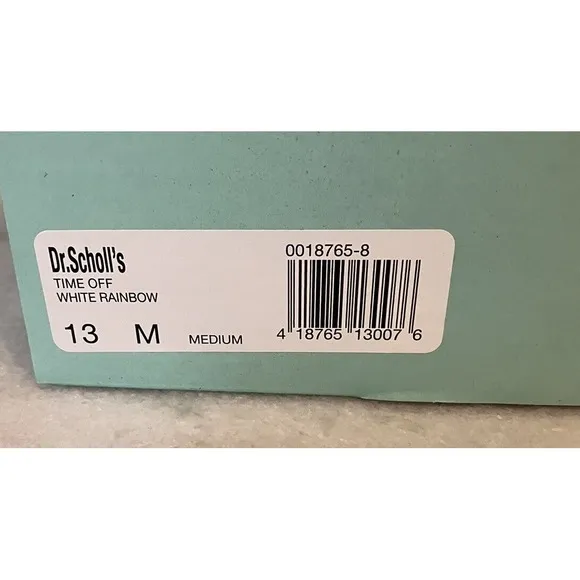 Dr.Scholl's
TIME OFF
WHITE RAINBOW
13 M MEDIUM
0018765-8
4 18765 13007 6